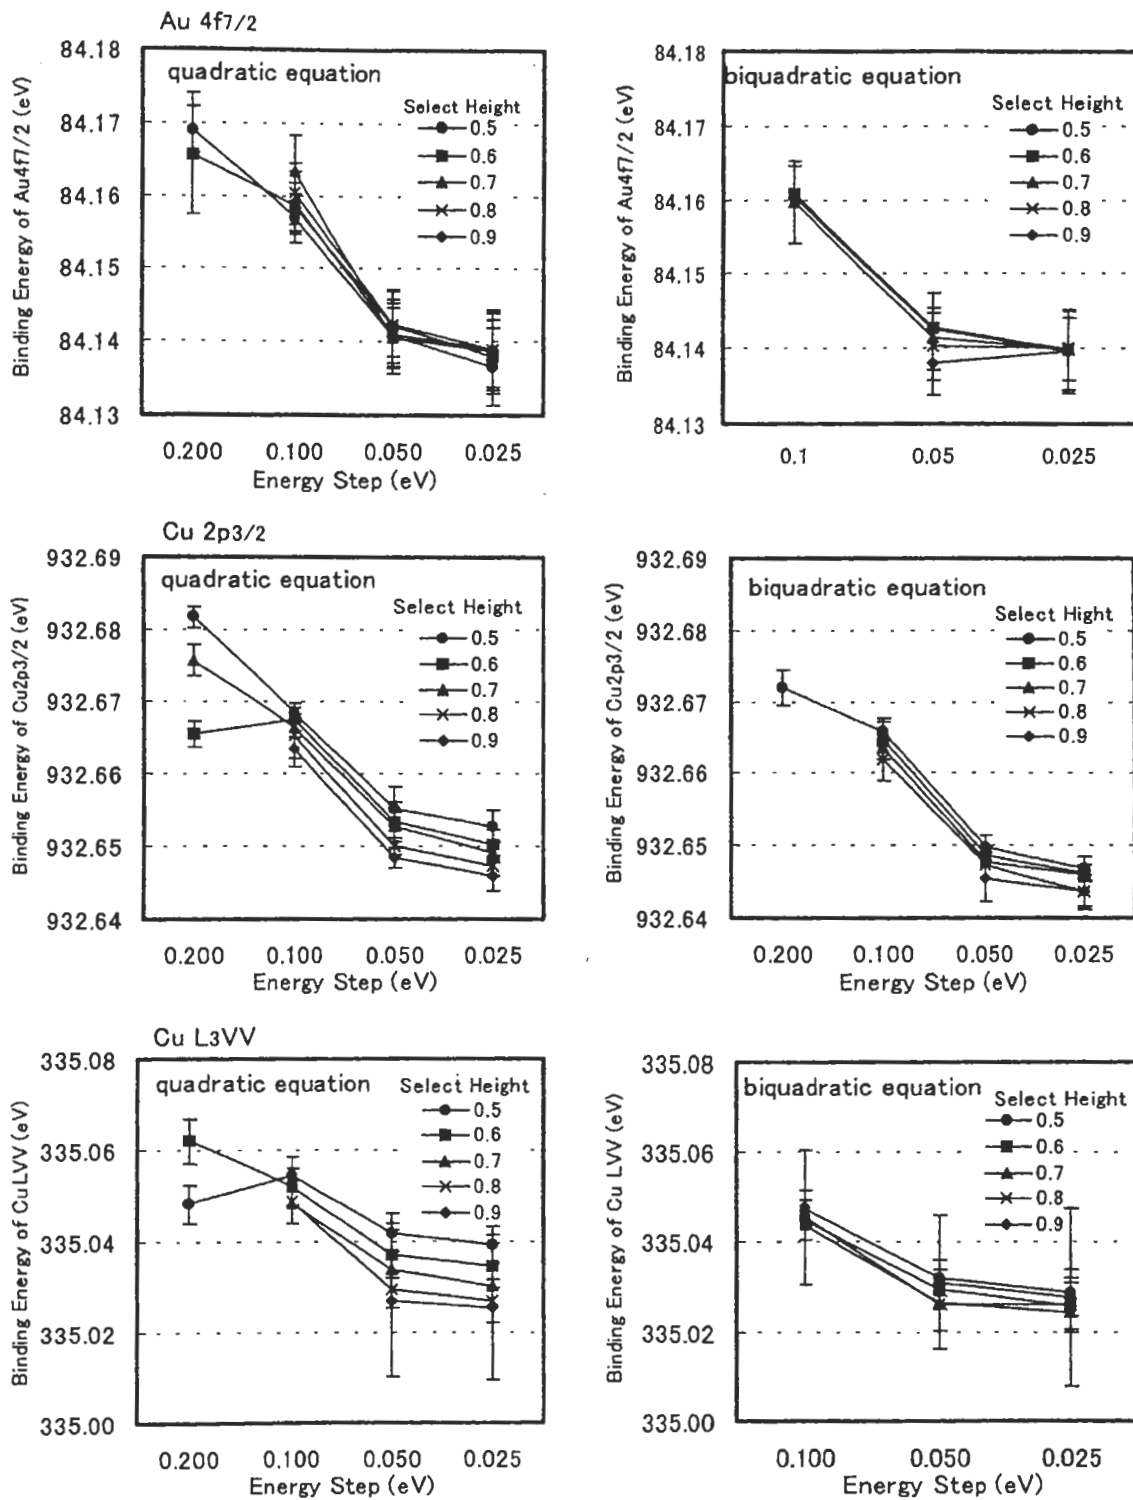 Au 4f7/2
84.18
84.17
84.16
84.15
84.14
84.13
Binding Energy of Au4f7/2 (eV)
quadratic equation
Select Height
0.5
0.6
0.7
0.8
0.9
0.200 0.100 0.050 0.025
Energy Step (eV)
84.18
84.17
84.16
84.15
84.14
84.13
Binding Energy of Au4f7/2 (eV)
biquadratic equation
Select Height
0.5
0.6
0.7
0.8
0.9
0.1 0.05 0.025
Cu 2p3/2
932.69
932.68
932.67
932.66
932.65
932.64
Binding Energy of Cu2p3/2 (eV)
quadratic equation
Select Height
0.5
0.6
0.7
0.8
0.9
0.200 0.100 0.050 0.025
Energy Step (eV)
932.69
932.68
932.67
932.66
932.65
932.64
Binding Energy of Cu2p3/2 (eV)
biquadratic equation
Select Hight
0.5
0.6
0.7
0.8
0.9
0.200 0.100 0.050 0.025
Energy Step (eV)
Cu L3VV
335.08
335.06
335.04
335.02
335.00
Binding Energy of Cu LVV (eV)
quadratic equation
Select Height
0.5
0.6
0.7
0.8
0.9
0.200 0.100 0.050 0.025
Energy Step (eV)
335.08
335.06
335.04
335.02
335.00
Binding Energy of Cu LVV (eV)
biquadratic equation
Select Height
0.5
0.6
0.7
0.8
0.9
0.100 0.050 0.025
Energy Step (eV)